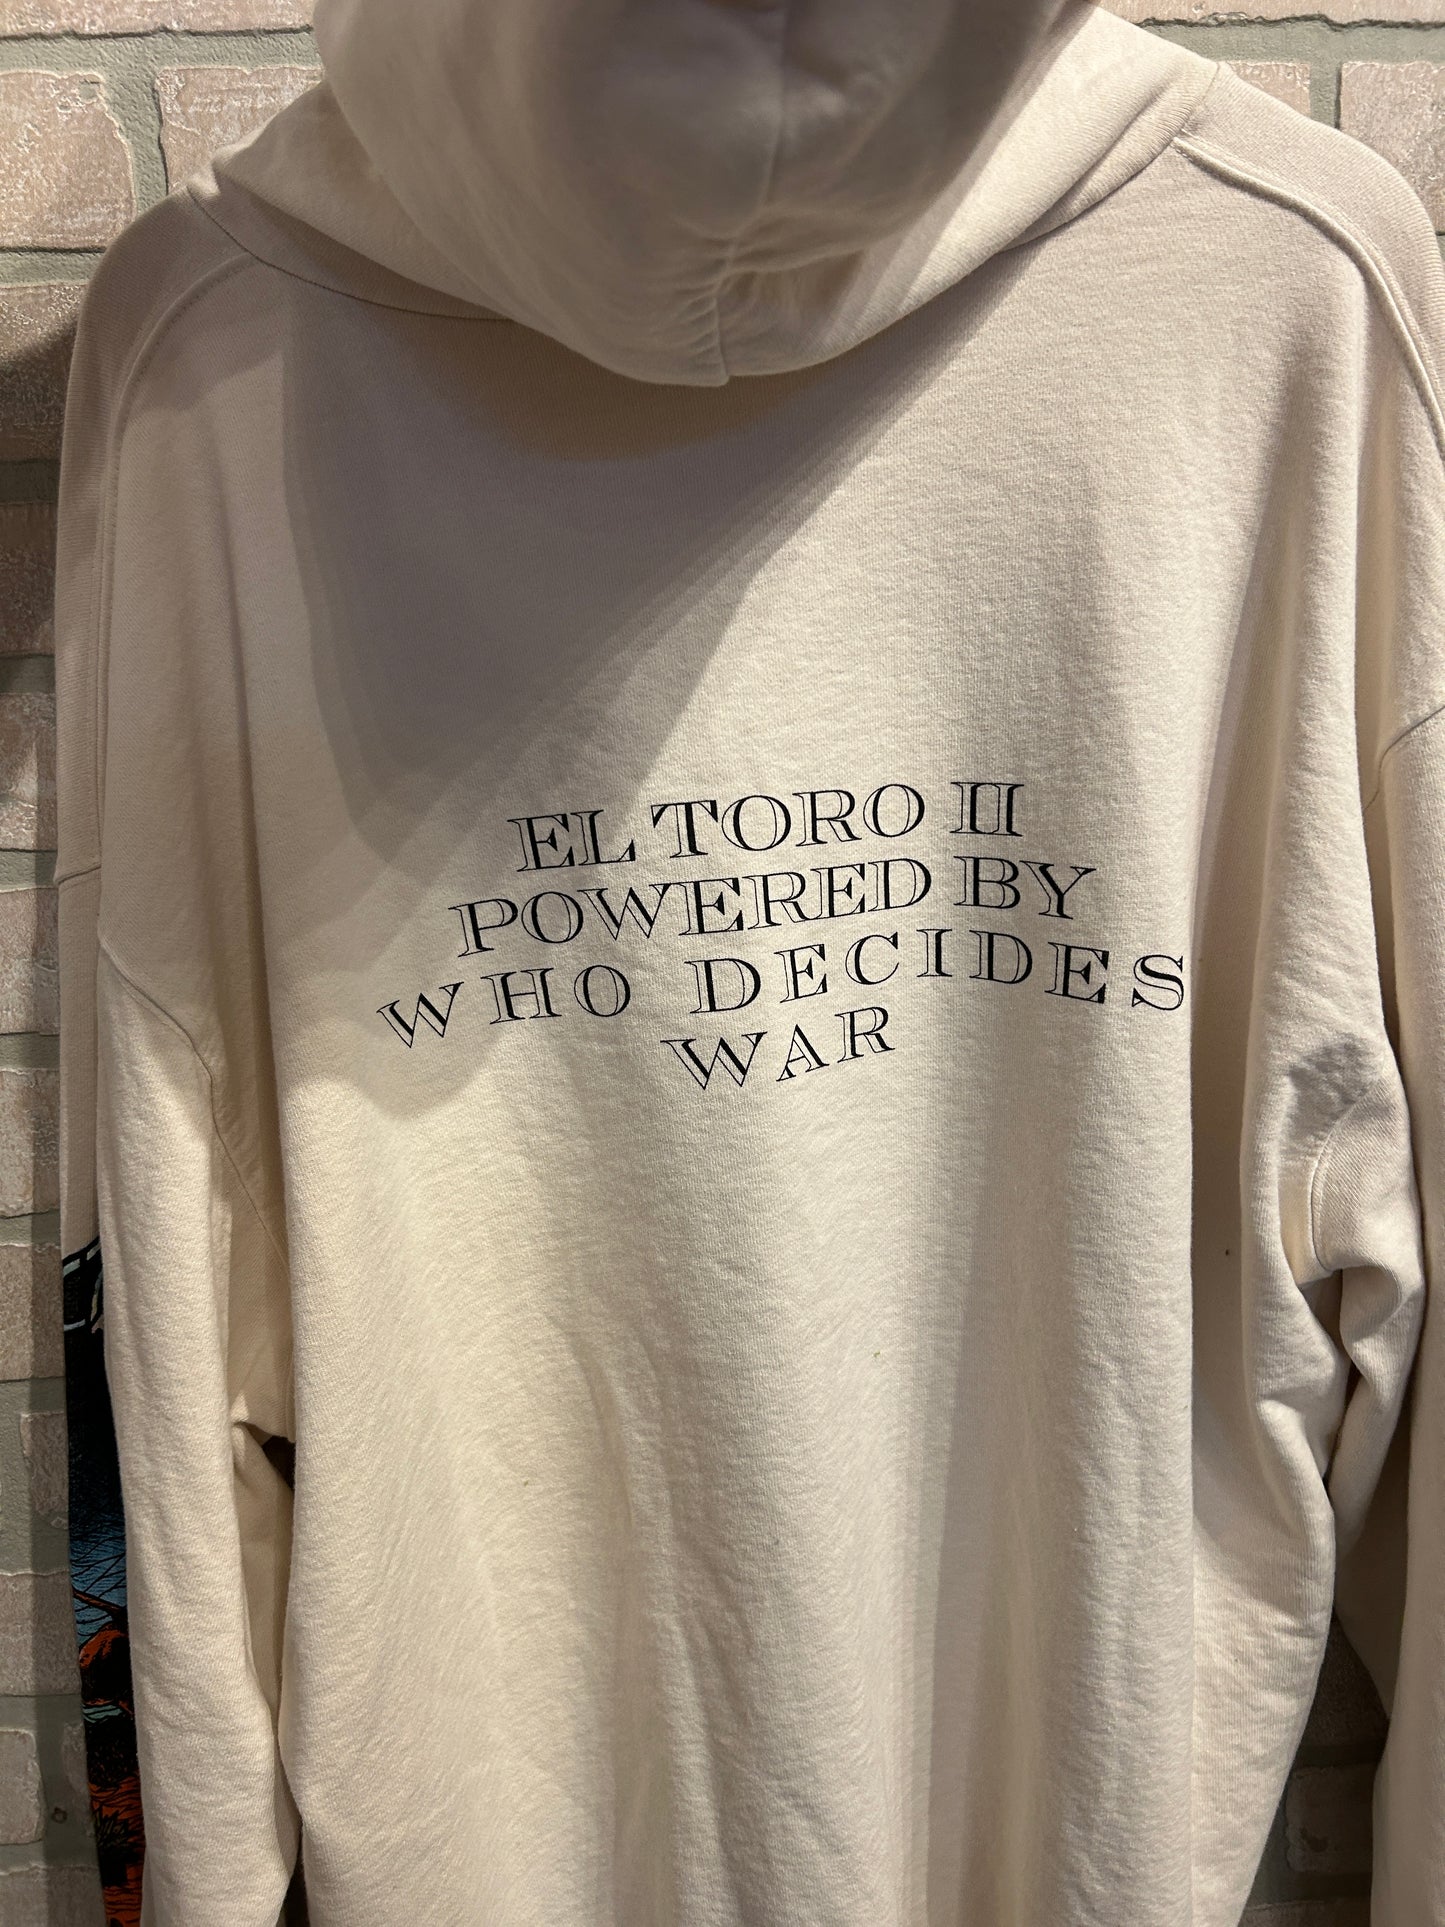 EL TORO II
POWERED BY
WHO DECIDES
WAR